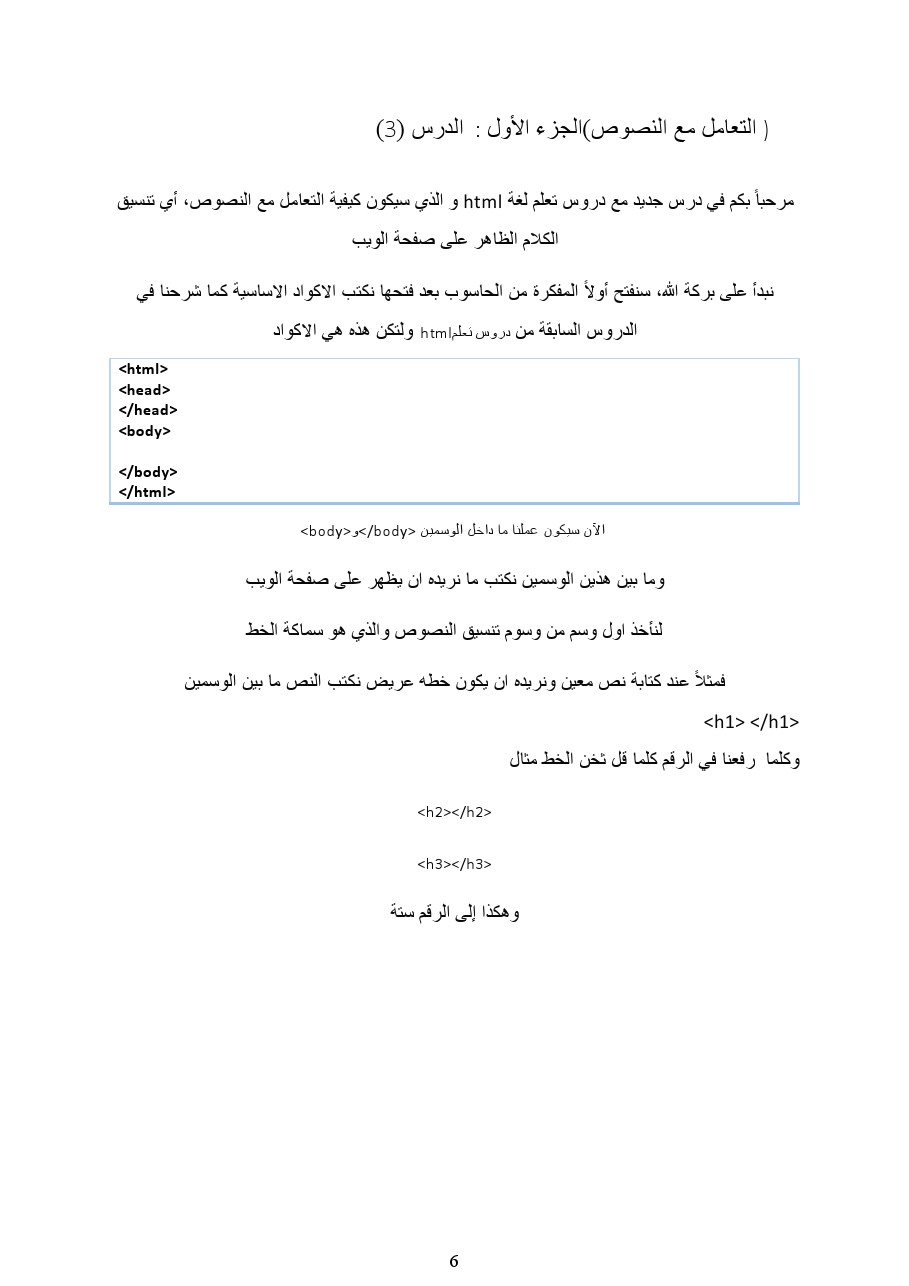 ( التعامل مع النصوص)الجزء الأول : الدرس (3)
مرحباً بكم في درس جديد مع دروس تعلم لغة html و الذي سيكون كيفية التعامل مع النصوص، أي تنسيق
الكلام الظاهر على صفحة الويب
نبدأ على بركة الله، سنفتح أولاً المفكرة من الحاسوب بعد فتحها نكتب الاكواد الاساسية كما شرحنا في
الدروس السابقة من دروس تعلمhtml ولتكن هذه هي الاكواد
<html>
<head>
</head>
<body>
</body>
</html>
الآن سيكون عملنا ما داخل الوسمين <body>و</body>
وما بين هذين الوسمين نكتب ما نريده ان يظهر على صفحة الويب
لنأخذ اول وسم من وسوم تنسيق النصوص والذي هو سماكة الخط
فمثلاً عند كتابة نص معين ونريده ان يكون خطه عريض نكتب النص ما بين الوسمين
<h1> </h1>
وكلما رفعنا في الرقم كلما قل ثخن الخط مثال
<h2></h2>
<h3></h3>
وهكذا إلى الرقم ستة
6